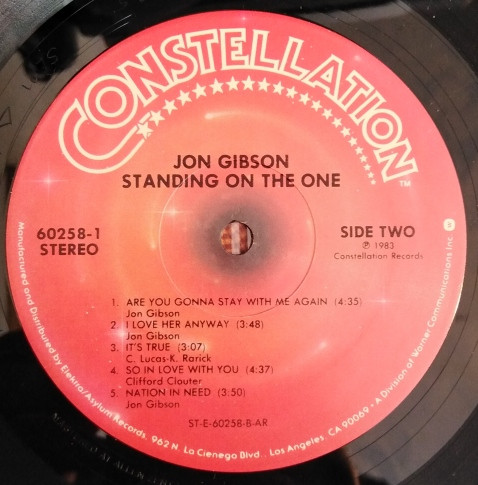 CONSTELLATION
TM
JON GIBSON
STANDING ON THE ONE
60258-1
STEREO
SIDE TWO
Ⓟ 1983
Constellation Records
1. ARE YOU GONNA STAY WITH ME AGAIN (4:35)
Jon Gibson
2. I LOVE HER ANYWAY (3:48)
Jon Gibson
3. IT'S TRUE (3:07)
C. Lucas-K. Rarick
4. SO IN LOVE WITH YOU (4:37)
Clifford Clouter
5. NATION IN NEED (3:50)
Jon Gibson
ST-E-60258-B-AR
Manufactured and Distributed by Elektra/Asylum Records, 962 N. La Cienega Blvd., Los Angeles, CA 90069 • A Division of Warner Communications Inc.